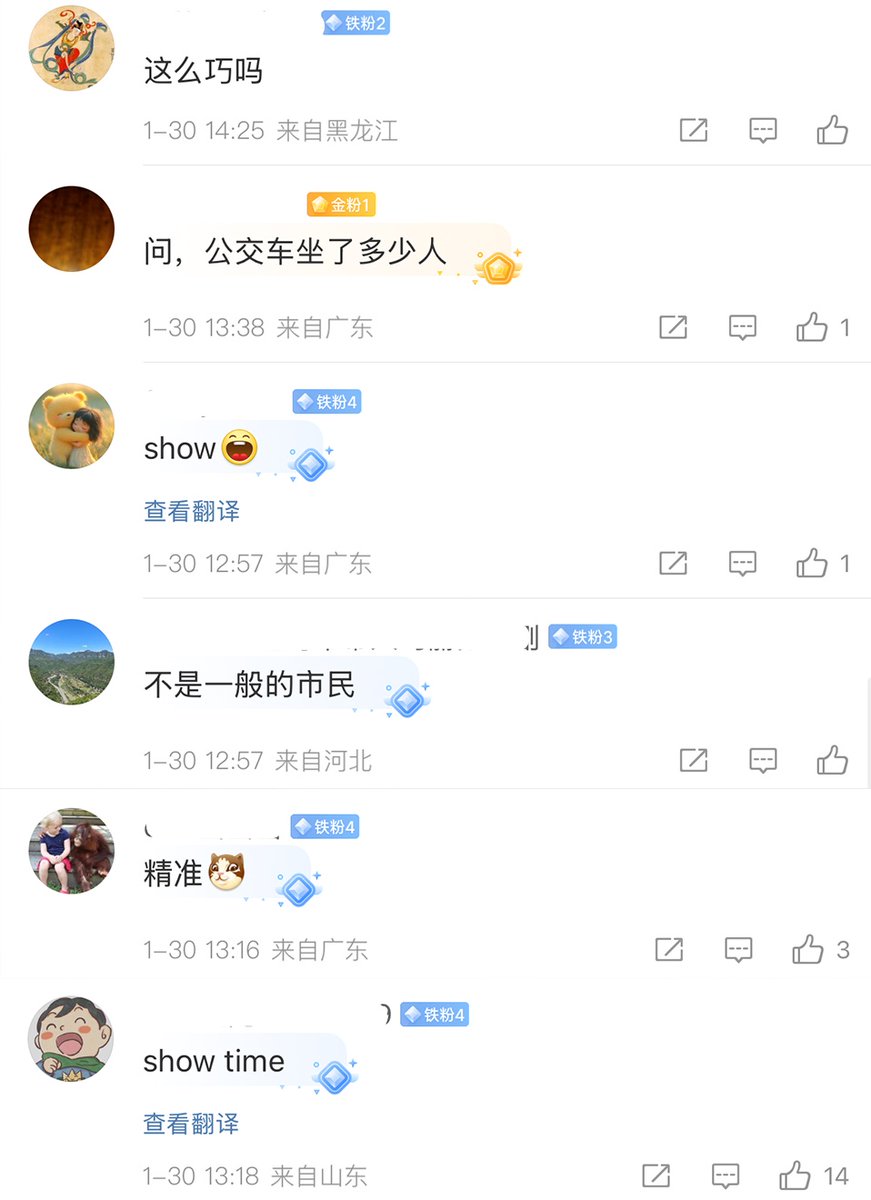 铁粉2
这么巧吗
1-30 14:25 来自黑龙江
金粉1
问，公交车坐了多少人
1-30 13:38 来自广东
1
铁粉4
show
查看翻译
1-30 12:57 来自广东
1
铁粉3
不是一般的市民
1-30 12:57 来自河北
铁粉4
精准
1-30 13:16 来自广东
3
铁粉4
show time
查看翻译
1-30 13:18 来自山东
14